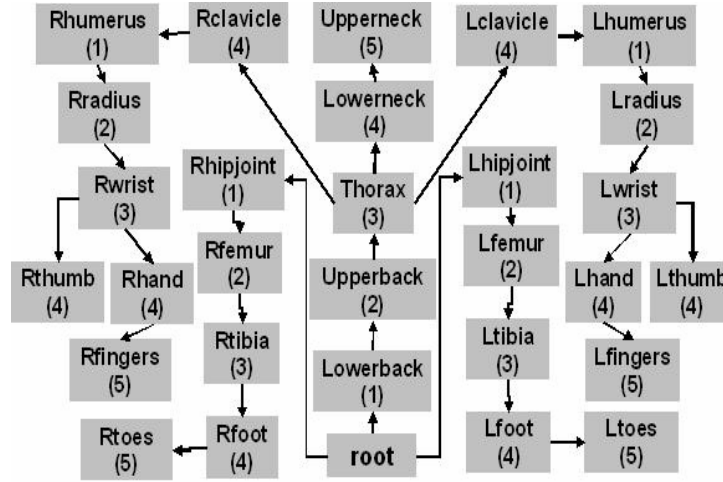 Rhumerus
(1)
Rclavicle
(4)
Upperneck
(5)
Lclavicle
(4)
Lhumerus
(1)
Rradius
(2)
Lowerneck
(4)
Lradius
(2)
Rwrist
(3)
Rhipjoint
(1)
Thorax
(3)
Lhipjoint
(1)
Lwrist
(3)
Rthumb
(4)
Rhand
(4)
Rfemur
(2)
Upperback
(2)
Lfemur
(2)
Lhand
(4)
Lthumb
(4)
Rfingers
(5)
Rtibia
(3)
Lowerback
(1)
Ltibia
(3)
Lfingers
(5)
Rtoes
(5)
Rfoot
(4)
root
Lfoot
(4)
Ltoes
(5)